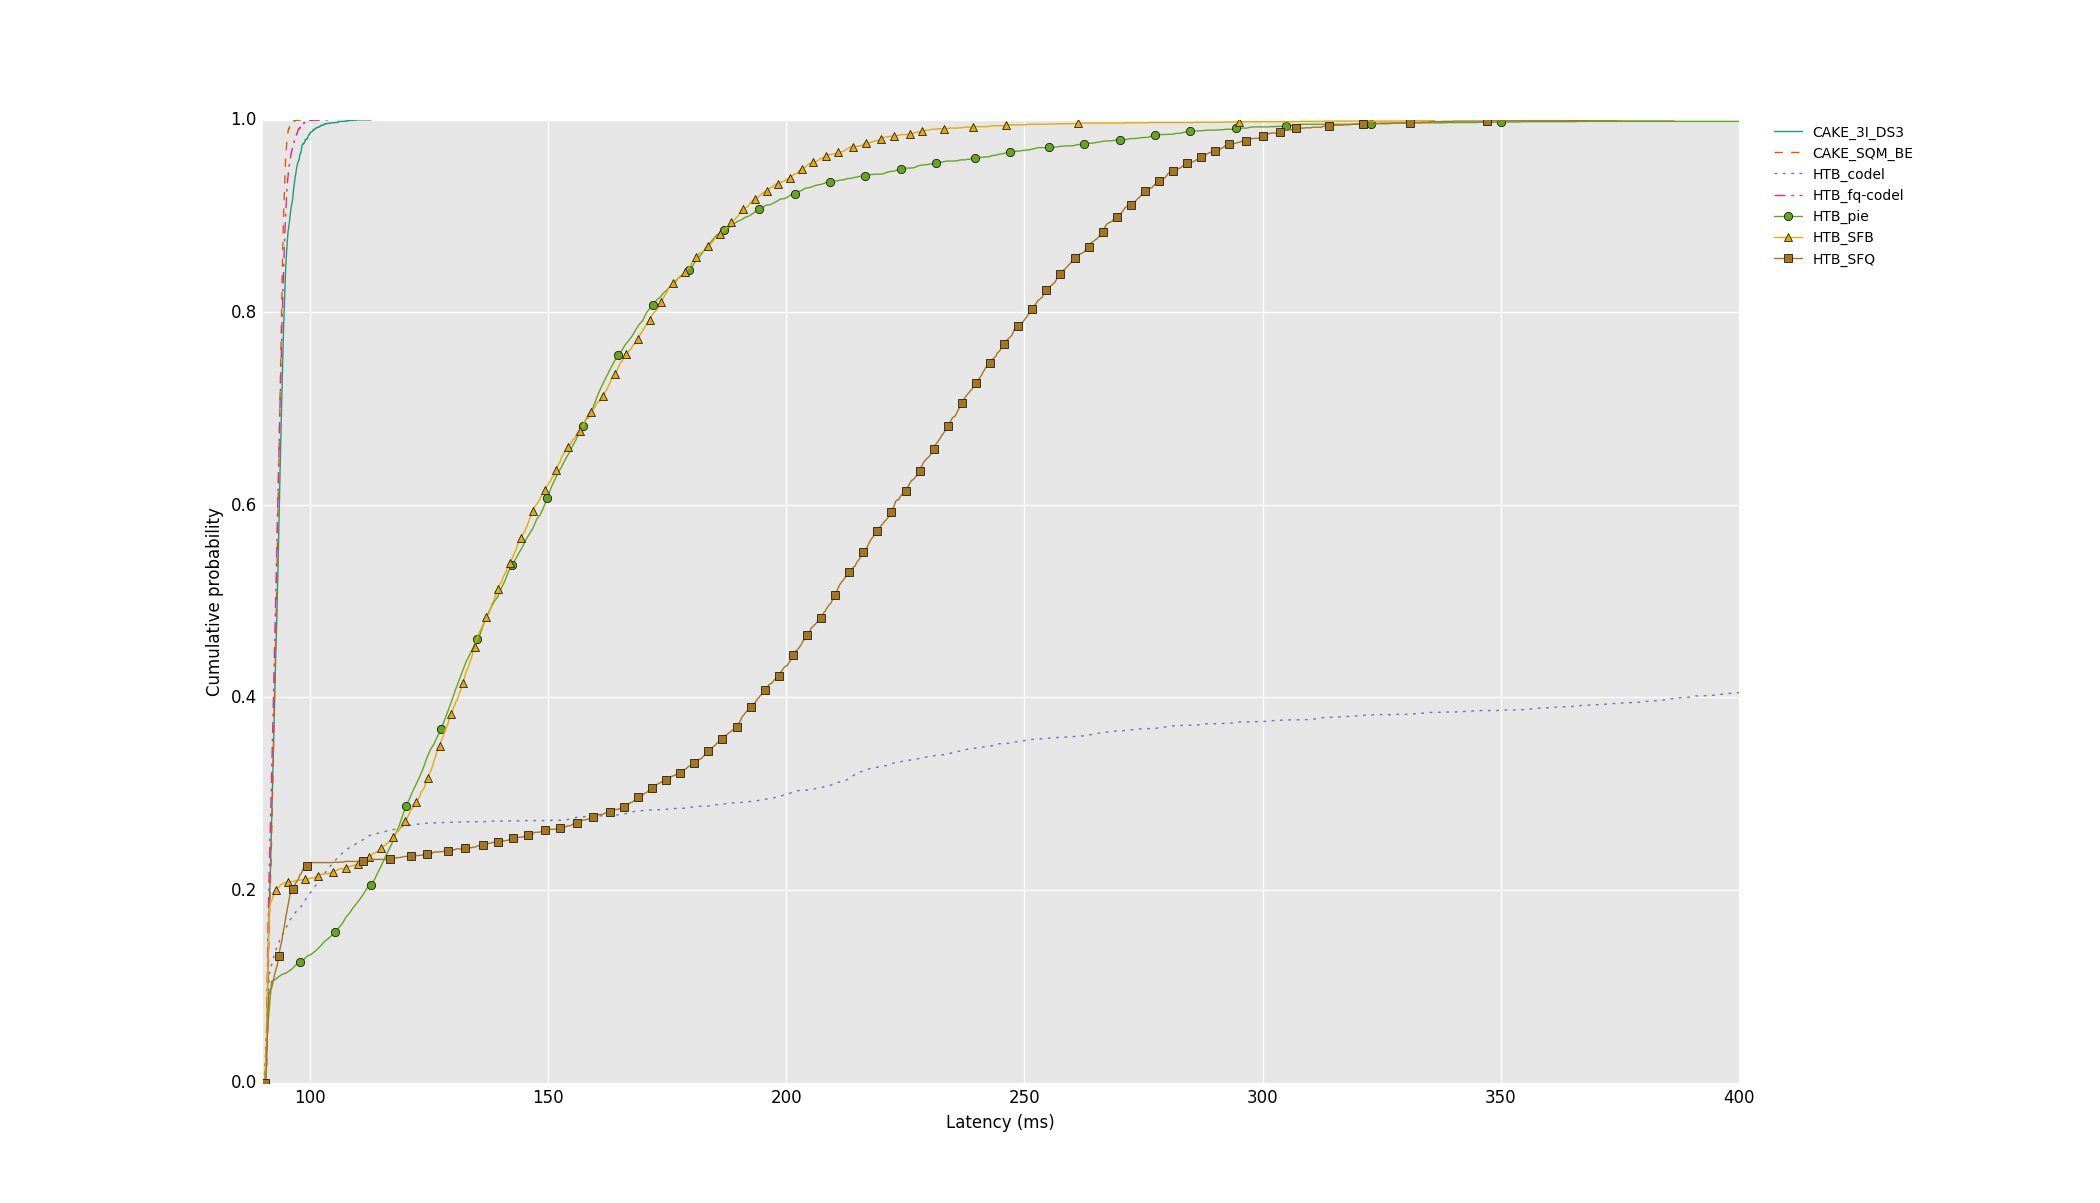 1.0
0.8
0.6
0.4
0.2
0.0
Cumulative probability
100 150 200 250 300 350 400
Latency (ms)
CAKE_3I_DS3
CAKE_SQM_BE
HTB_codel
HTB_fq-codel
HTB_pie
HTB_SFB
HTB_SFQ